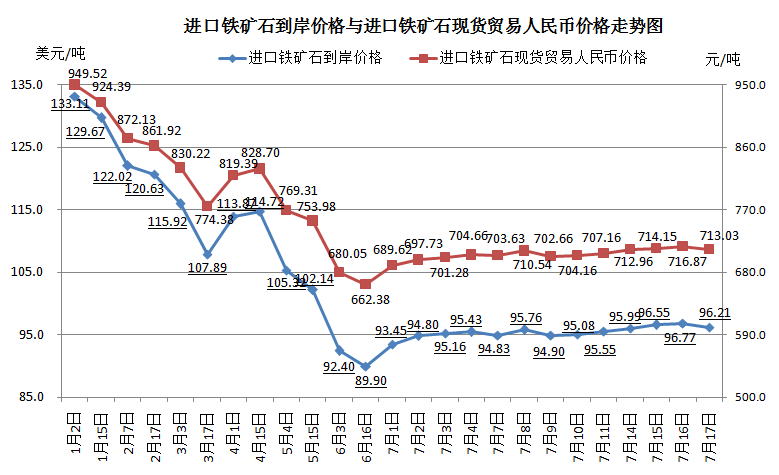 进口铁矿石到岸价格与进口铁矿石现货贸易人民币价格走势图
美元/吨
进口铁矿石到岸价格
进口铁矿石现货贸易人民币价格
元/吨
135.0
125.0
115.0
105.0
95.0
85.0
950.0
860.0
770.0
680.0
590.0
500.0
949.52
924.39
872.13
861.92
830.22
774.38
819.39
828.70
769.31
753.98
680.05
662.38
689.62
697.73
701.28
704.66
703.63
710.54
702.66
704.16
707.16
712.96
714.15
716.87
713.03
133.11
129.67
122.02
120.63
115.92
107.89
113.87
114.72
105.32
102.14
92.40
89.90
93.45
94.80
95.16
95.43
94.83
95.76
94.90
95.08
95.55
95.99
96.55
96.77
96.21
1月2日
1月15日
2月7日
2月17日
3月3日
3月17日
4月1日
4月15日
5月4日
5月15日
6月3日
6月16日
7月1日
7月2日
7月3日
7月4日
7月7日
7月8日
7月9日
7月10日
7月11日
7月14日
7月15日
7月16日
7月17日